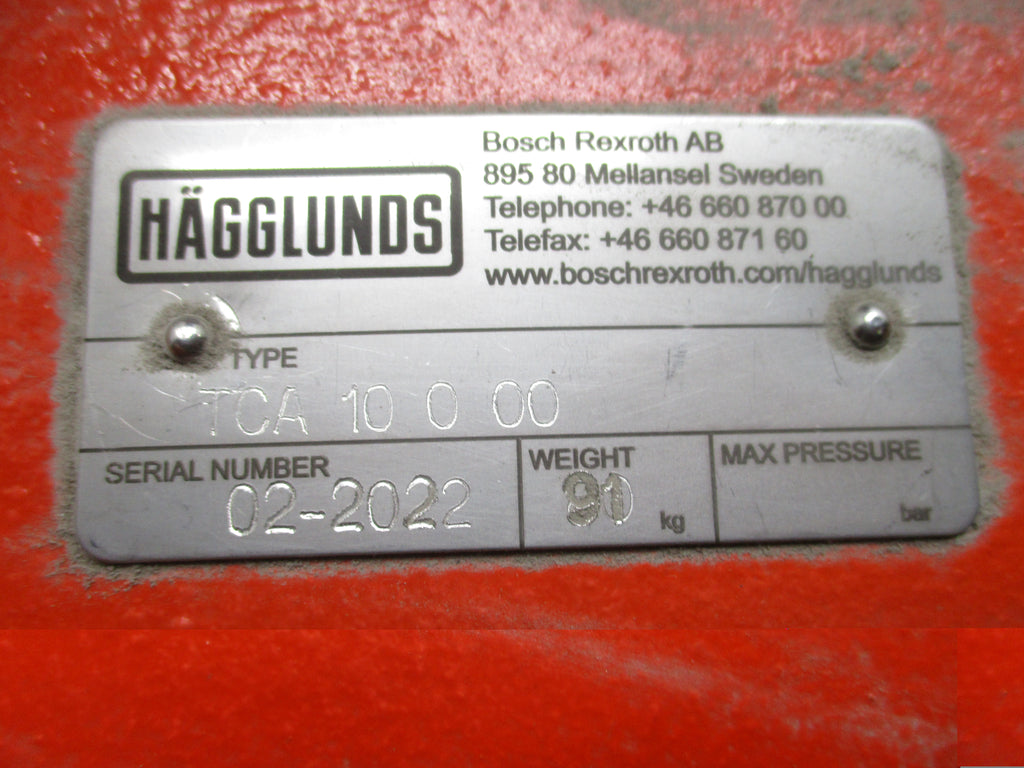 HÄGGLUNDS
Bosch Rexroth AB
895 80 Mellansel Sweden
Telephone: +46 660 870 00
Telefax: +46 660 871 60
www.boschrexroth.com/hagglunds
TYPE
TCA 10 0 00
SERIAL NUMBER
02-2022
WEIGHT
kg
MAX PRESSURE
bar